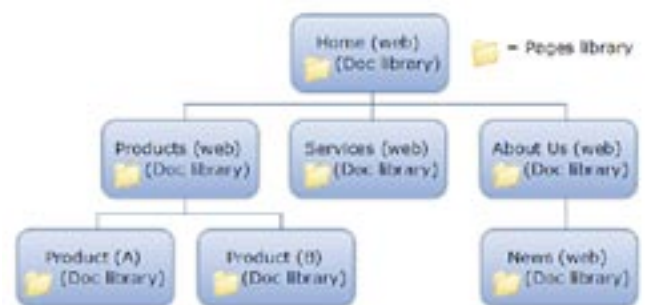 Home (web)
(Doc library)
= Pages library
Products (web)
(Doc library)
Services (web)
(Doc library)
About Us (web)
(Doc library)
Product (A)
(Doc library)
Product (B)
(Doc library)
News (web)
(Doc library)